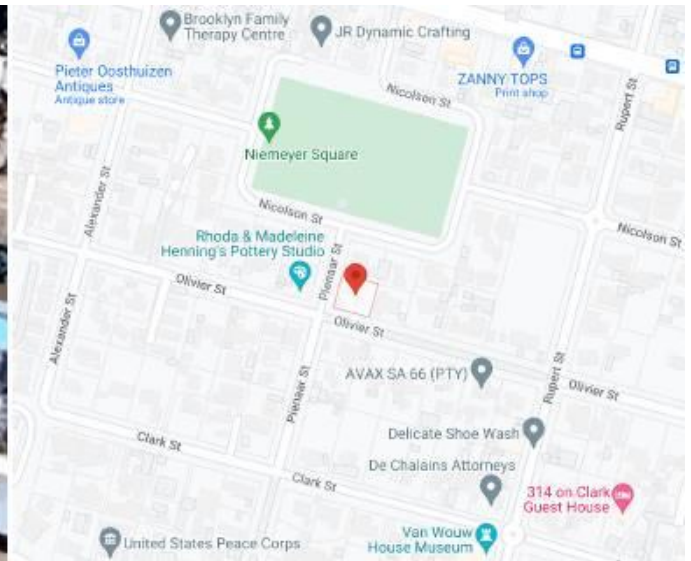 Brooklyn Family
Therapy Centre
JR Dynamic Crafting
Pieter Oosthuizen
Antiques
Antique store
ZANNY TOPS
Print shop
Nicolson St
Rupert St
Niemeyer Square
Alexander St
Nicolson St
Nicolson St
Rhoda & Madeleine
Henning's Pottery Studio
Pienaar St
Olivier St
Olivier St
Alexander St
AVAX SA 66 (PTY)
Rupert St
Olivier St
Pienaar St
Delicate Shoe Wash
Clark St
De Chalains Attorneys
Clark St
314 on Clark
Guest House
Van Wouw
House Museum
United States Peace Corps